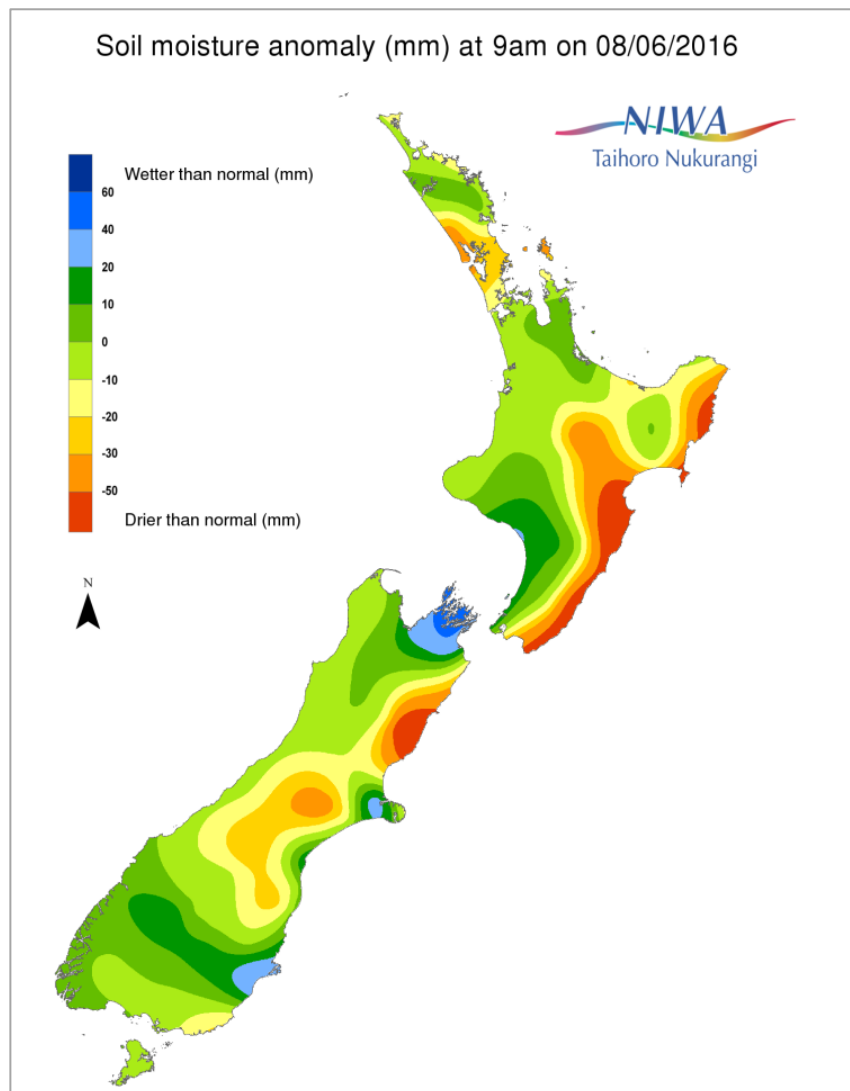 Soil moisture anomaly (mm) at 9am on 08/06/2016
NIWA
Taihoro Nukurangi
Wetter than normal (mm)
60
40
20
10
0
-10
-20
-30
-50
Drier than normal (mm)
N